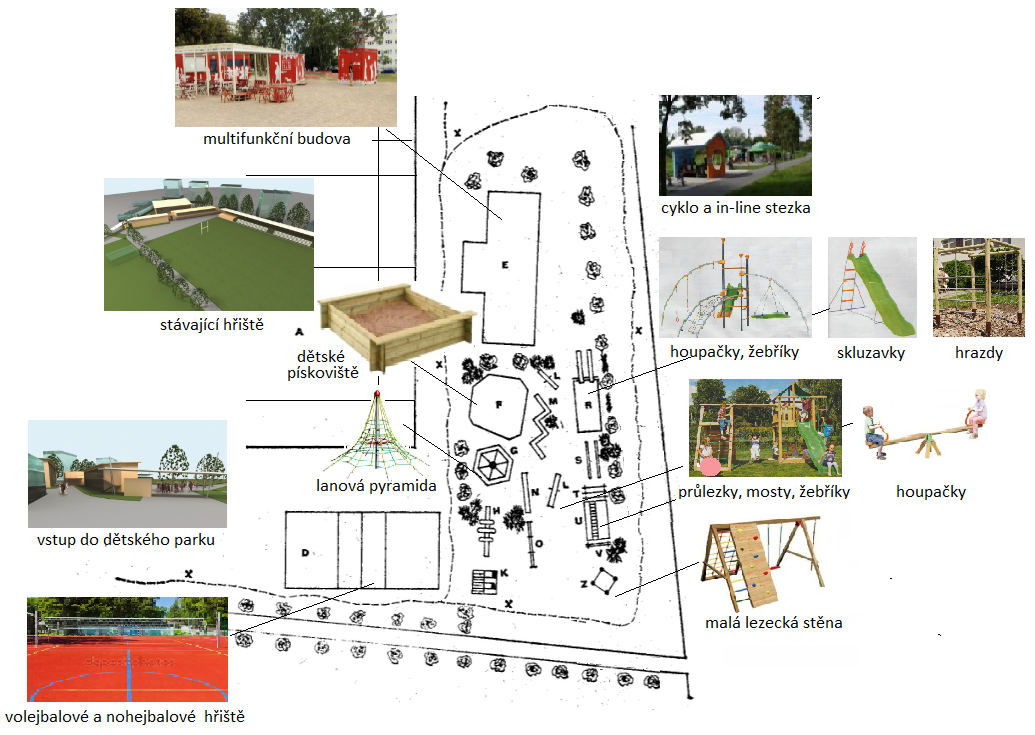 multifunkční budova
x
cyklo a in-line stezka
E
stávající hřiště
A
dětské
pískoviště
x
x
houpačky, žebříky
skluzavky
hrazdy
L
F
M
R
G
S
lanová pyramida
N
L
T
průlezky, mosty, žebříky
houpačky
H
U
vstup do dětského parku
D
O
V
x
K
Z
x
malá lezecká stěna
volejbalové a nohejbalové hřiště